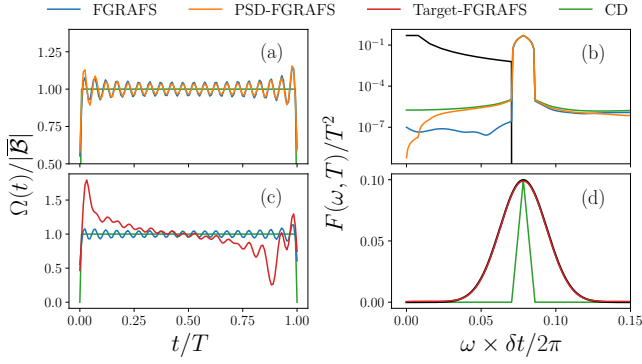 FGRAFS PSD-FGRAFS Target-FGRAFS CD
(a)
1.25
1.00
0.75
0.50
(b)
10⁻¹
10⁻⁴
10⁻⁷
Ω(t)/|B̄|
F(ω, T)/T²
(c)
1.5
1.0
0.5
0.0
0.00 0.25 0.50 0.75 1.00
t/T
(d)
0.10
0.05
0.00
0.00 0.05 0.10 0.15
ω × δt/2π